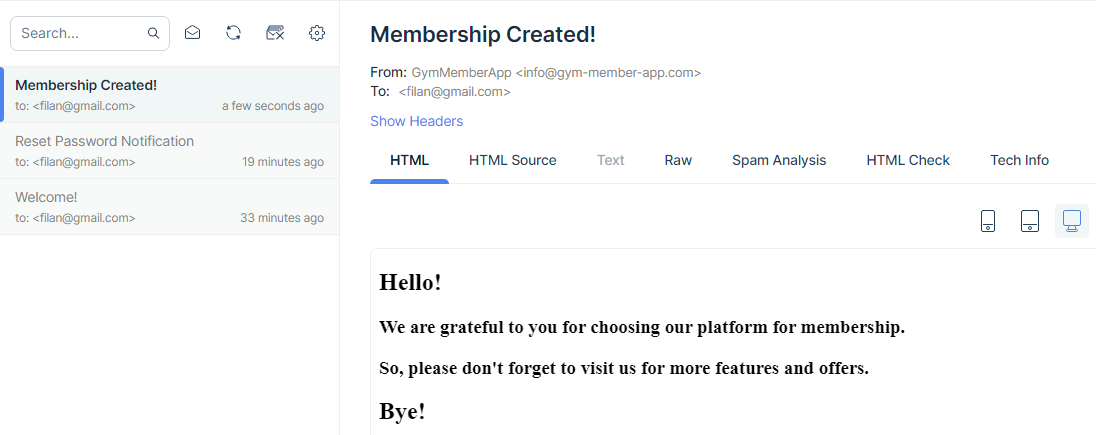 Search...
Membership Created!
to: <filan@gmail.com> a few seconds ago
Reset Password Notification
to: <filan@gmail.com> 19 minutes ago
Welcome!
to: <filan@gmail.com> 33 minutes ago
Membership Created!
From: GymMemberApp <info@gym-member-app.com>
To: <filan@gmail.com>
Show Headers
HTML HTML Source Text Raw Spam Analysis HTML Check Tech Info
Hello!
We are grateful to you for choosing our platform for membership.
So, please don't forget to visit us for more features and offers.
Bye!